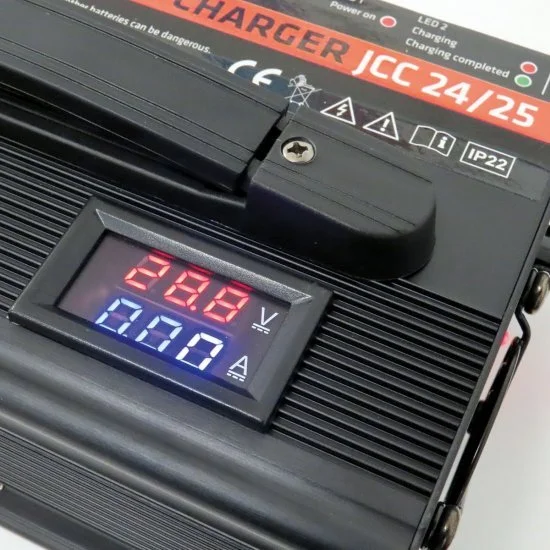 Power on
LED 2
Charging
Charging completed
other batteries can be dangerous.
CHARGER JCC 24/25
CE
i
IP22
28.8 V
00.0 A